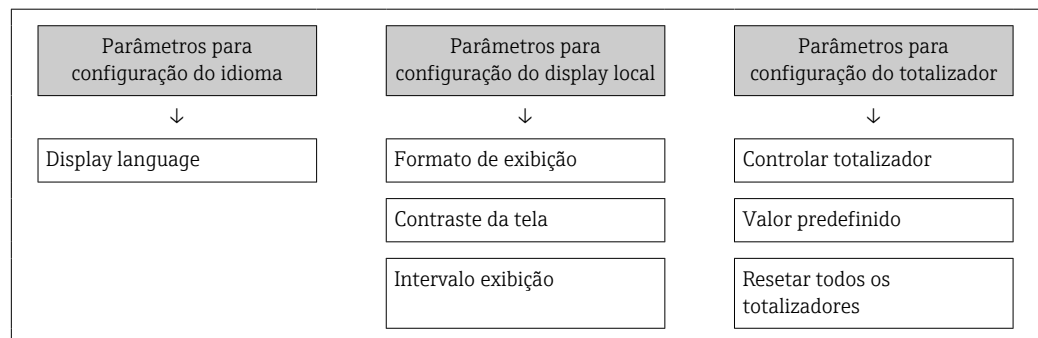 Parâmetros para
configuração do idioma
↓
Display language
Parâmetros para
configuração do display local
↓
Formato de exibição
Contraste da tela
Intervalo exibição
Parâmetros para
configuração do totalizador
↓
Controlar totalizador
Valor predefinido
Resetar todos os
totalizadores